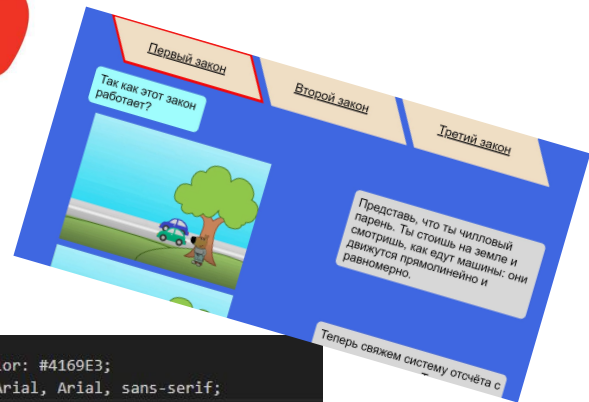 Первый закон
Второй закон
Третий закон
Так как этот закон
работает?
Представь, что ты чилловый
парень. Ты стоишь на земле и
смотришь, как едут машины: они
движутся прямолинейно и
равномерно.
Теперь свяжем систему отсчёта с
lor: #4169E3;
Arial, Arial, sans-serif;